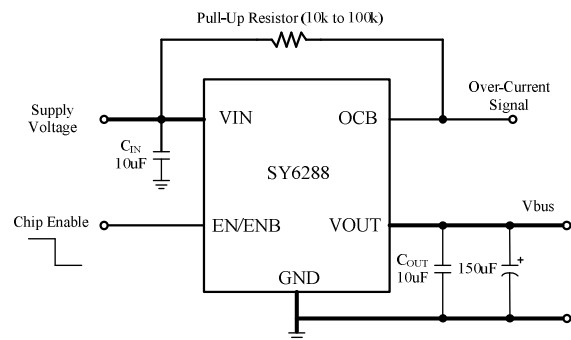 Pull-Up Resistor (10k to 100k)
Supply
Voltage
VIN
OCB
Over-Current
Signal
CIN
10uF
SY6288
Chip Enable
EN/ENB
VOUT
Vbus
COUT
10uF
150uF
+
GND